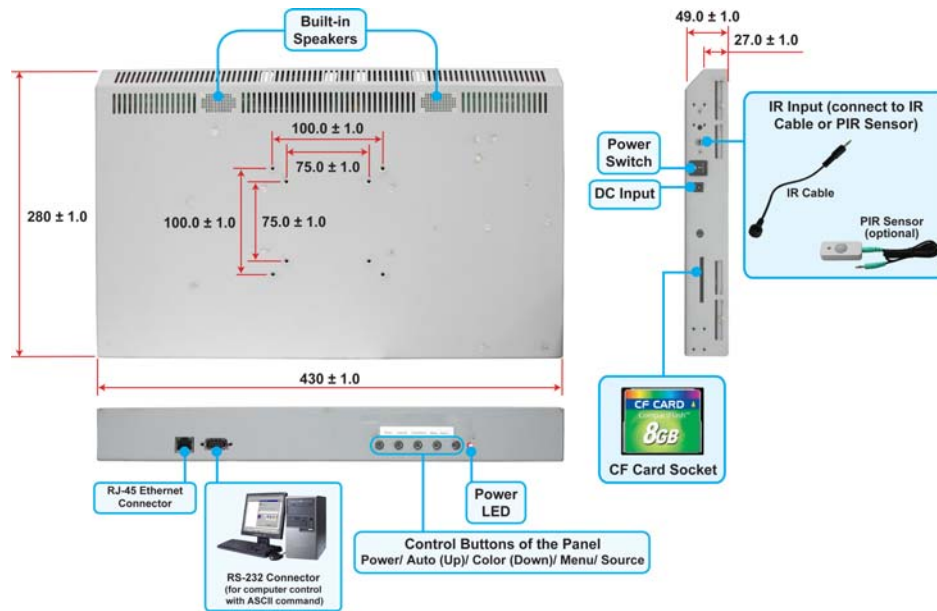 Built-in
Speakers
49.0 ± 1.0
27.0 ± 1.0
100.0 ± 1.0
75.0 ± 1.0
280 ± 1.0
100.0 ± 1.0
75.0 ± 1.0
430 ± 1.0
Power
Switch
DC Input
IR Input (connect to IR
Cable or PIR Sensor)
IR Cable
PIR Sensor
(optional)
CF CARD
CompactFlash
8GB
CF Card Socket
RJ-45 Ethernet
Connector
RS-232 Connector
(for computer control
with ASCII command)
Power
LED
Control Buttons of the Panel
Power/ Auto (Up)/ Color (Down)/ Menu/ Source